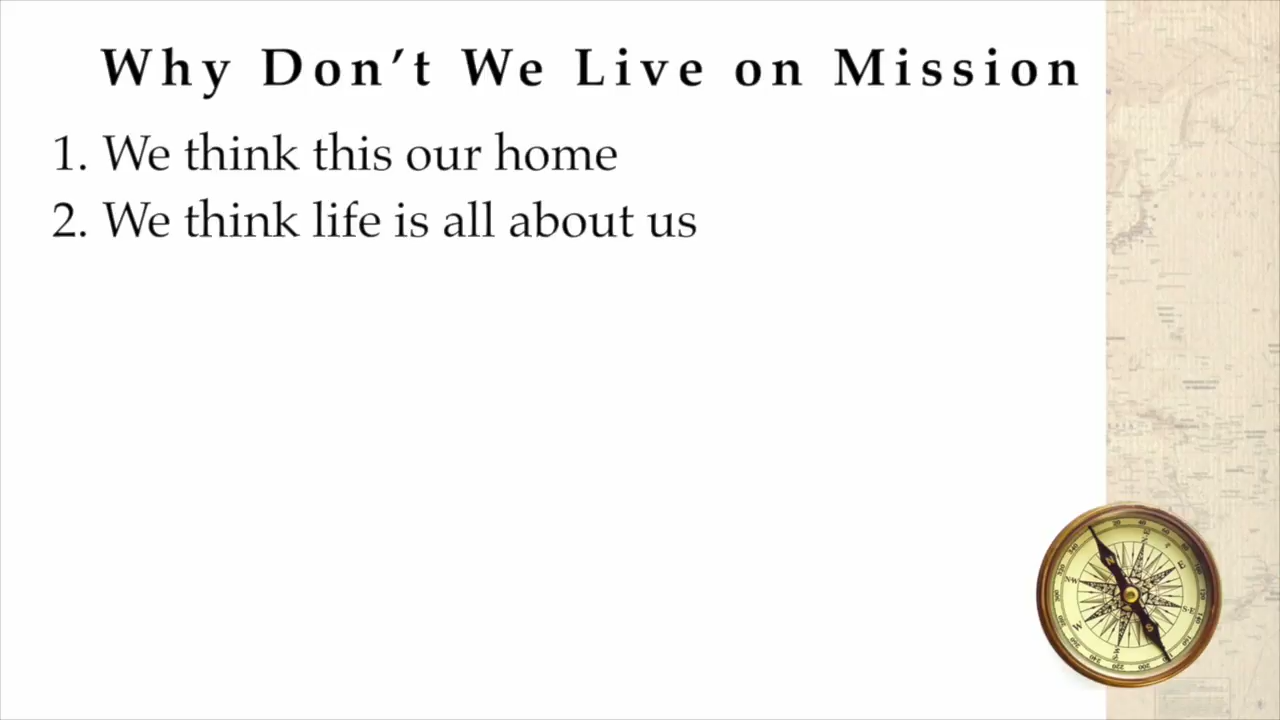 Why Don’t We Live on Mission
1. We think this our home
2. We think life is all about us